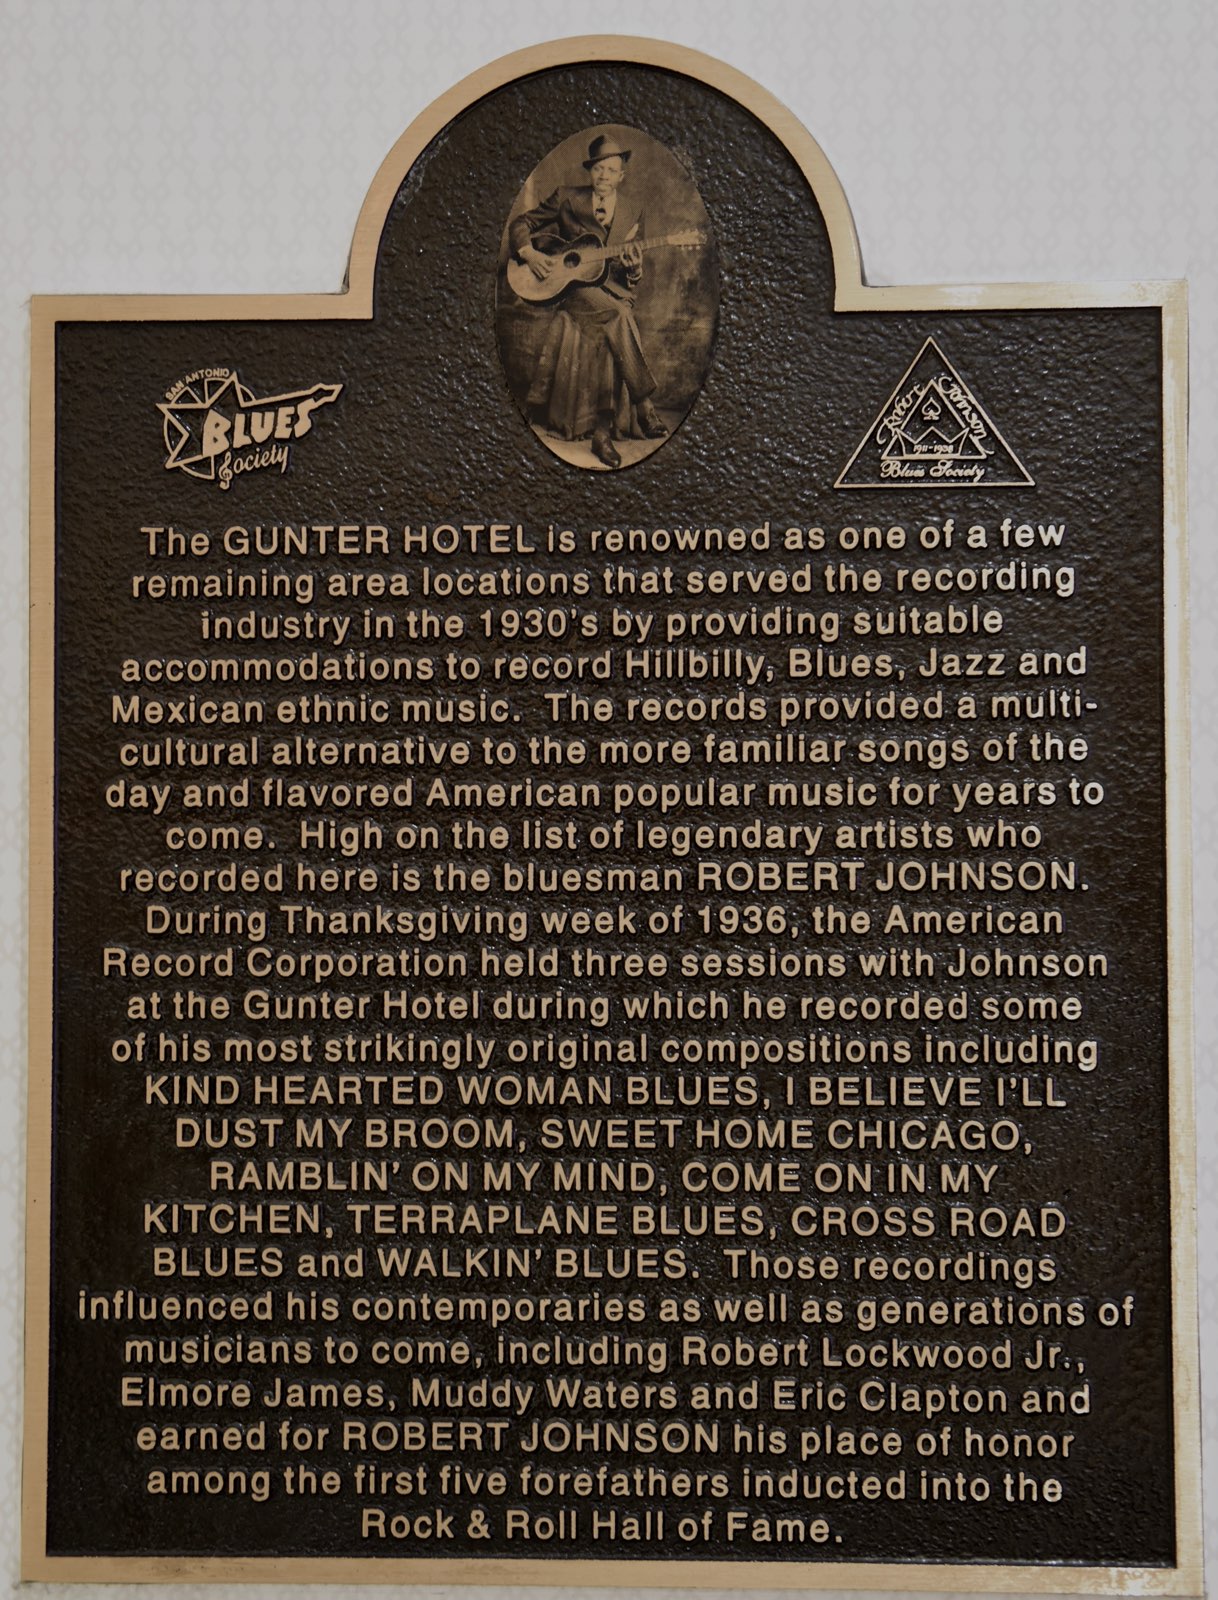 SAN ANTONIO
BLUES
Society
Robert Johnson
1911-1938
Blues Society
The GUNTER HOTEL is renowned as one of a few
remaining area locations that served the recording
industry in the 1930's by providing suitable
accommodations to record Hillbilly, Blues, Jazz and
Mexican ethnic music.  The records provided a multi-
cultural alternative to the more familiar songs of the
day and flavored American popular music for years to
come.  High on the list of legendary artists who
recorded here is the bluesman ROBERT JOHNSON.
During Thanksgiving week of 1936, the American
Record Corporation held three sessions with Johnson
at the Gunter Hotel during which he recorded some
of his most strikingly original compositions including
KIND HEARTED WOMAN BLUES, I BELIEVE I'LL
DUST MY BROOM, SWEET HOME CHICAGO,
RAMBLIN' ON MY MIND, COME ON IN MY
KITCHEN, TERRAPLANE BLUES, CROSS ROAD
BLUES and WALKIN' BLUES.  Those recordings
influenced his contemporaries as well as generations of
musicians to come, including Robert Lockwood Jr.,
Elmore James, Muddy Waters and Eric Clapton and
earned for ROBERT JOHNSON his place of honor
among the first five forefathers inducted into the
Rock & Roll Hall of Fame.